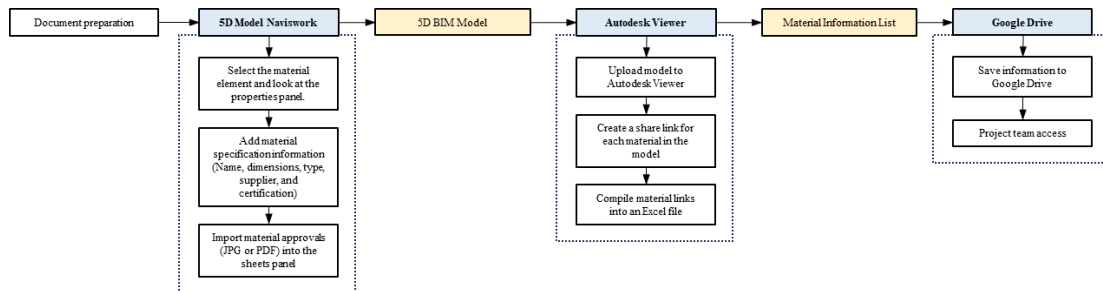 Document preparation
5D Model Naviswork
5D BIM Model
Autodesk Viewer
Material Information List
Google Drive
Select the material
element and look at the
properties panel.
Add material
specification information
(Name, dimensions, type,
supplier, and
certification)
Import material approvals
(JPG or PDF) into the
sheets panel
Upload model to
Autodesk Viewer
Create a share link for
each material in the
model
Compile material links
into an Excel file
Save information to
Google Drive
Project team access